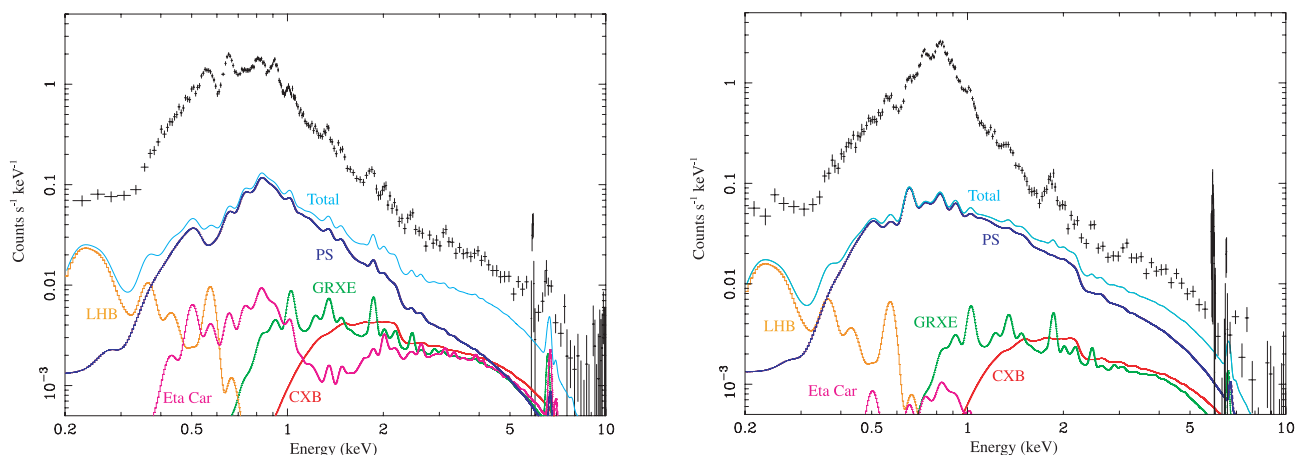 1
0.1
0.01
10⁻³
Counts s⁻¹ keV⁻¹
Total
PS
GRXE
LHB
Eta Car
CXB
0.2 0.5 1 2 5 10
Energy (keV)
1
0.1
0.01
10⁻³
Counts s⁻¹ keV⁻¹
Total
PS
GRXE
LHB
CXB
Eta Car
0.2 0.5 1 2 5 10
Energy (keV)